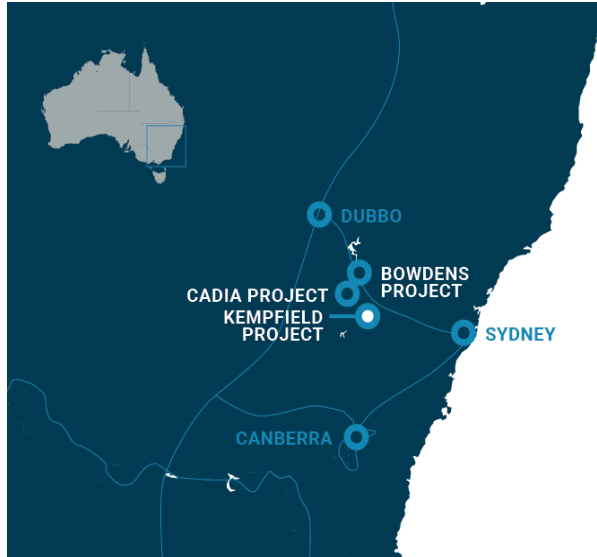 DUBBO
BOWDENS
PROJECT
CADIA PROJECT
KEMPFIELD
PROJECT
SYDNEY
CANBERRA